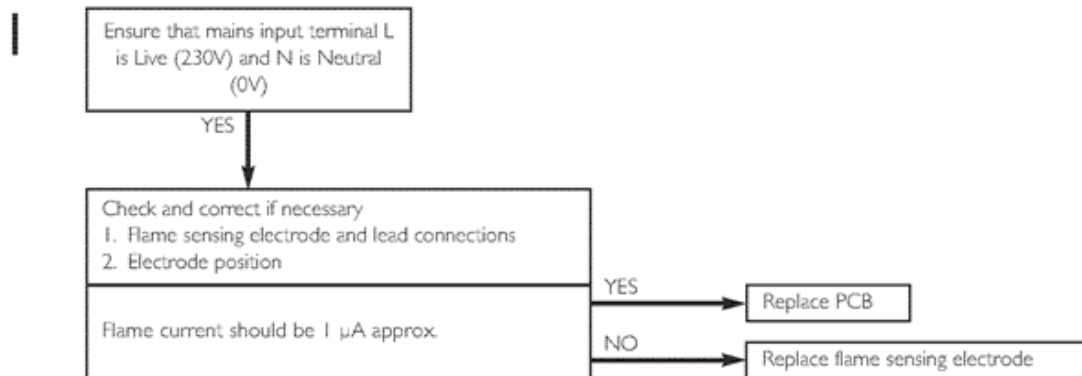 I
Ensure that mains input terminal L
is Live (230V) and N is Neutral
(0V)
YES
Check and correct if necessary
1. Flame sensing electrode and lead connections
2. Electrode position
Flame current should be 1 µA approx.
YES
Replace PCB
NO
Replace flame sensing electrode